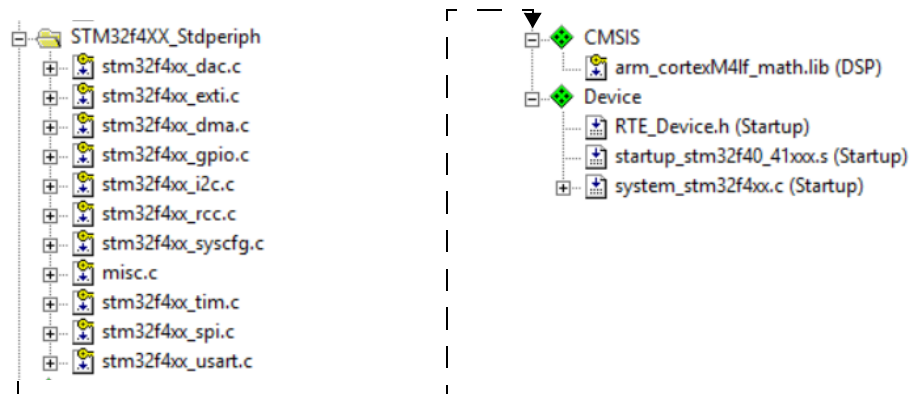 STM32f4XX_Stdperiph
stm32f4xx_dac.c
stm32f4xx_exti.c
stm32f4xx_dma.c
stm32f4xx_gpio.c
stm32f4xx_i2c.c
stm32f4xx_rcc.c
stm32f4xx_syscfg.c
misc.c
stm32f4xx_tim.c
stm32f4xx_spi.c
stm32f4xx_usart.c
CMSIS
arm_cortexM4lf_math.lib (DSP)
Device
RTE_Device.h (Startup)
startup_stm32f40_41xxx.s (Startup)
system_stm32f4xx.c (Startup)